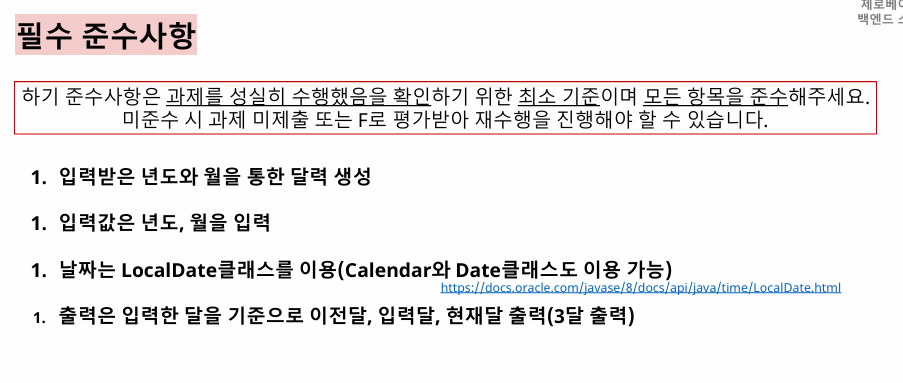 제로베이
백엔드 스
필수 준수사항
하기 준수사항은 과제를 성실히 수행했음을 확인하기 위한 최소 기준이며 모든 항목을 준수해주세요.
미준수 시 과제 미제출 또는 F로 평가받아 재수행을 진행해야 할 수 있습니다.
1. 입력받은 년도와 월을 통한 달력 생성
1. 입력값은 년도, 월을 입력
1. 날짜는 LocalDate클래스를 이용(Calendar와 Date클래스도 이용 가능)
https://docs.oracle.com/javase/8/docs/api/java/time/LocalDate.html
1. 출력은 입력한 달을 기준으로 이전달, 입력달, 현재달 출력(3달 출력)